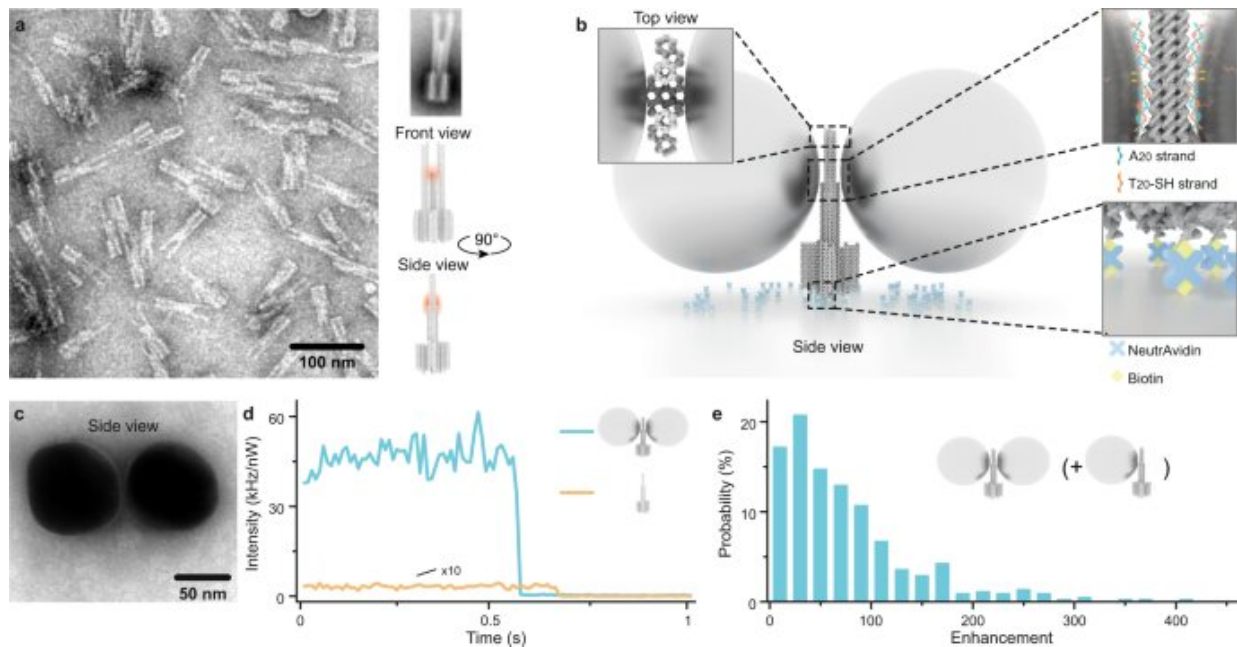 a
100 nm
Front view
90°
Side view
b
Top view
Side view
A20 strand
T20-SH strand
NeutrAvidin
Biotin
c
Side view
50 nm
d
Intensity (kHz/nW)
60
30
0
x10
0
0.5
1
Time (s)
e
Probability (%)
20
10
0
(+ )
0
100
200
300
400
Enhancement